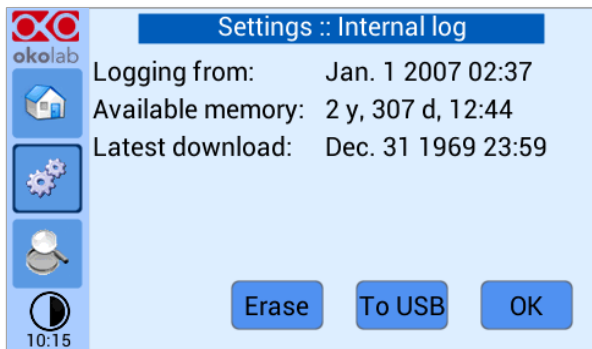 Settings :: Internal log
okolab
Logging from: Jan. 1 2007 02:37
Available memory: 2 y, 307 d, 12:44
Latest download: Dec. 31 1969 23:59
Erase To USB OK
10:15